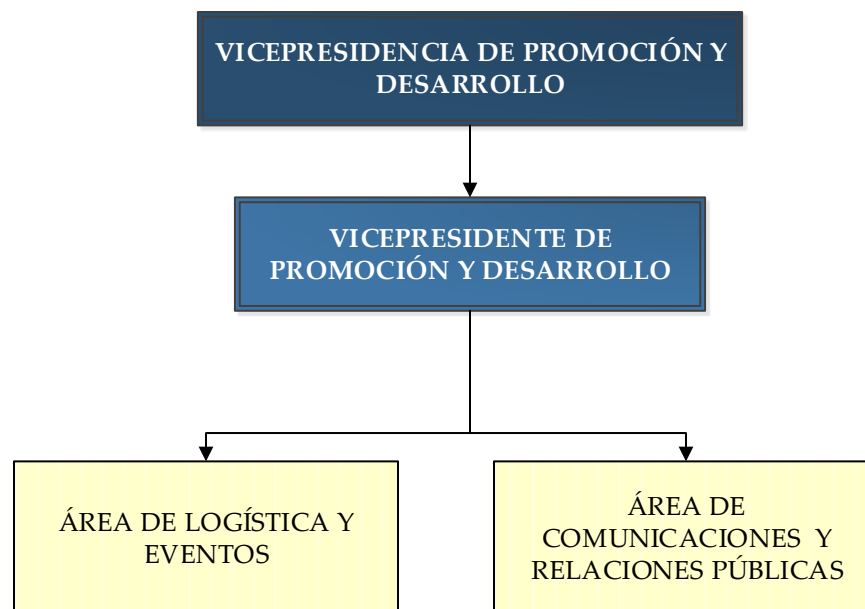 VICEPRESIDENCIA DE PROMOCIÓN Y
DESARROLLO
VICEPRESIDENTE DE
PROMOCIÓN Y DESARROLLO
ÁREA DE LOGÍSTICA Y
EVENTOS
ÁREA DE
COMUNICACIONES Y
RELACIONES PÚBLICAS